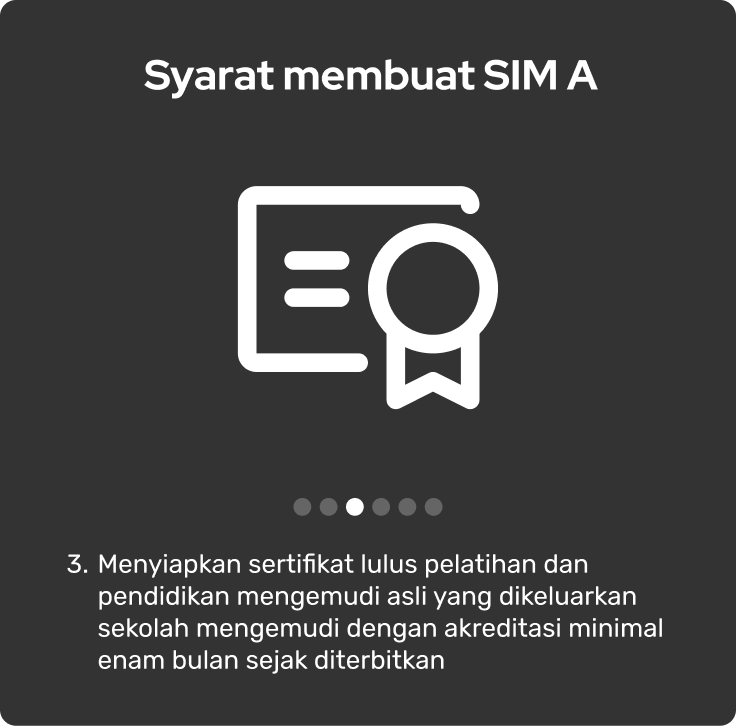 Syarat membuat SIM A
3. Menyiapkan sertifikat lulus pelatihan dan
pendidikan mengemudi asli yang dikeluarkan
sekolah mengemudi dengan akreditasi minimal
enam bulan sejak diterbitkan